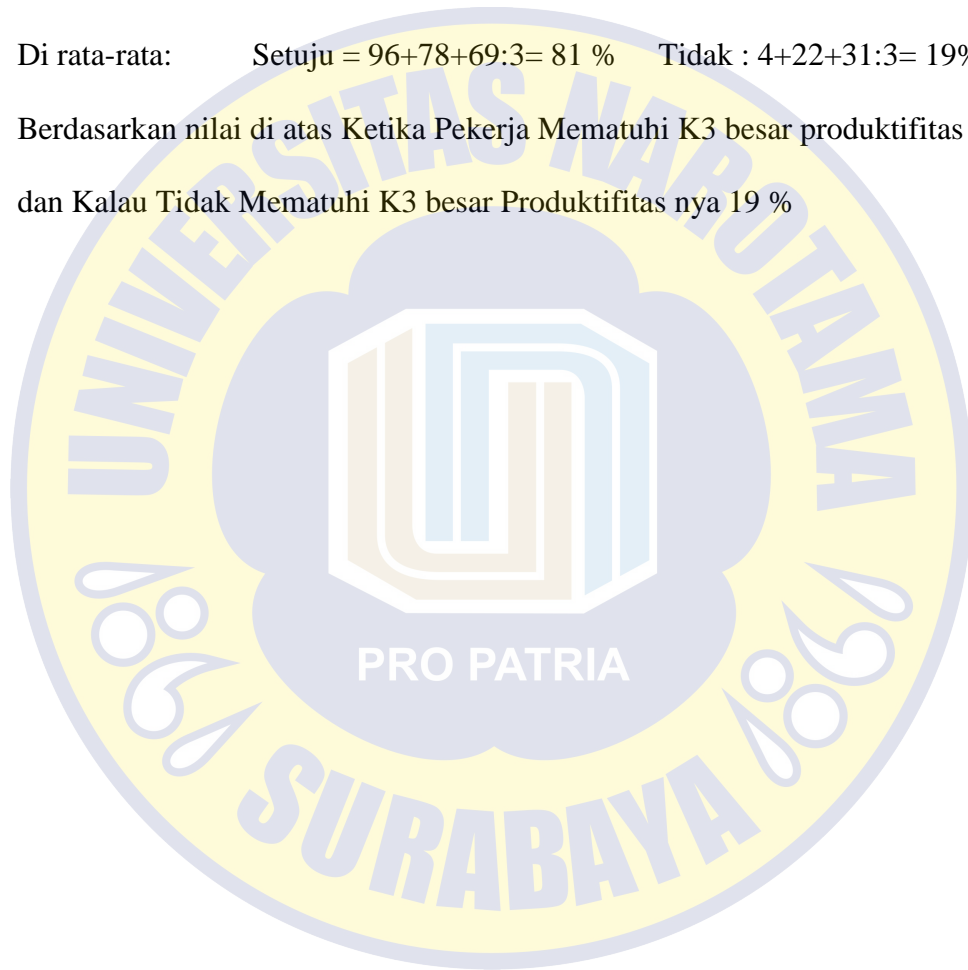 Di rata-rata: Setuju = 96+78+69:3= 81 % Tidak : 4+22+31:3= 19%
Berdasarkan nilai di atas Ketika Pekerja Mematuhi K3 besar produktifitas
dan Kalau Tidak Mematuhi K3 besar Produktifitas nya 19 %
UNIVERSITAS NAROTAMA
PRO PATRIA
SURABAYA